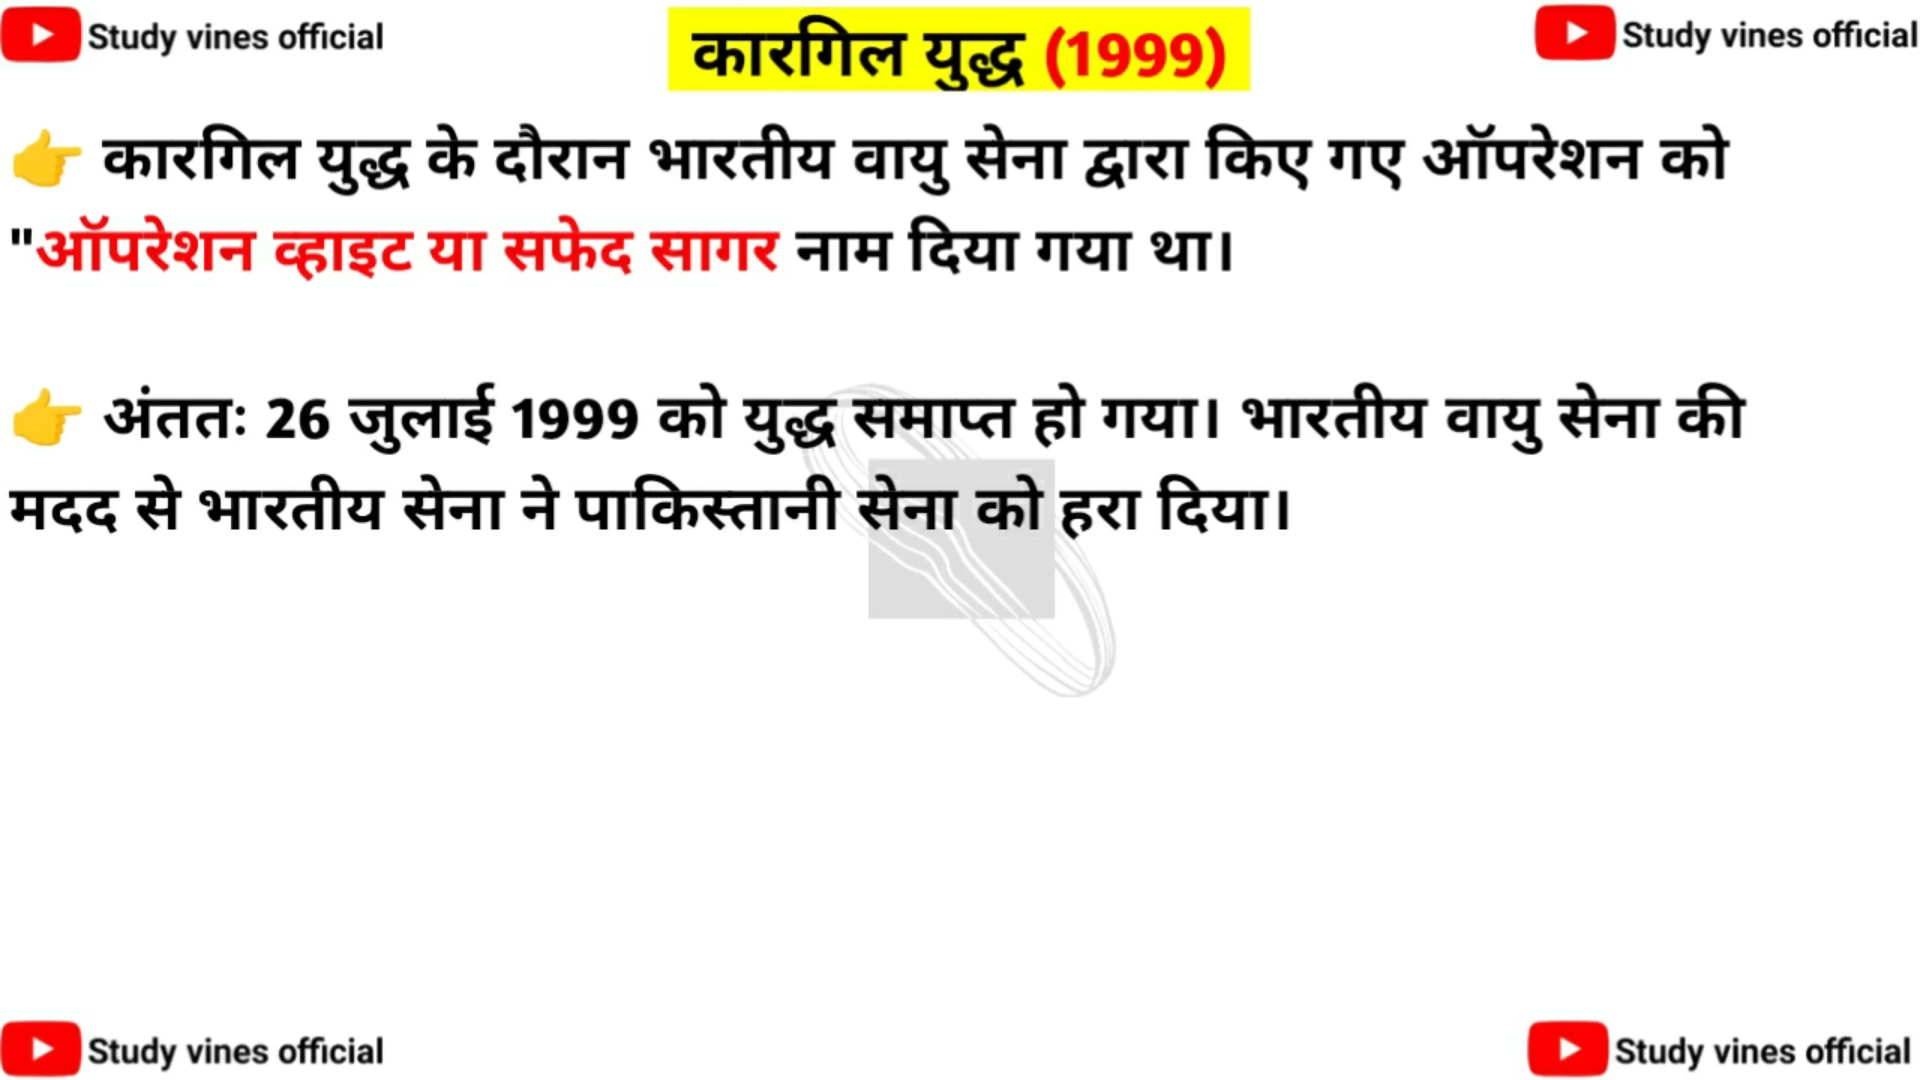 Study vines official
कारगिल युद्ध (1999)
Study vines official
👉 कारगिल युद्ध के दौरान भारतीय वायु सेना द्वारा किए गए ऑपरेशन को
"ऑपरेशन व्हाइट या सफेद सागर नाम दिया गया था।
👉 अंततः 26 जुलाई 1999 को युद्ध समाप्त हो गया। भारतीय वायु सेना की
मदद से भारतीय सेना ने पाकिस्तानी सेना को हरा दिया।
Study vines official
Study vines official